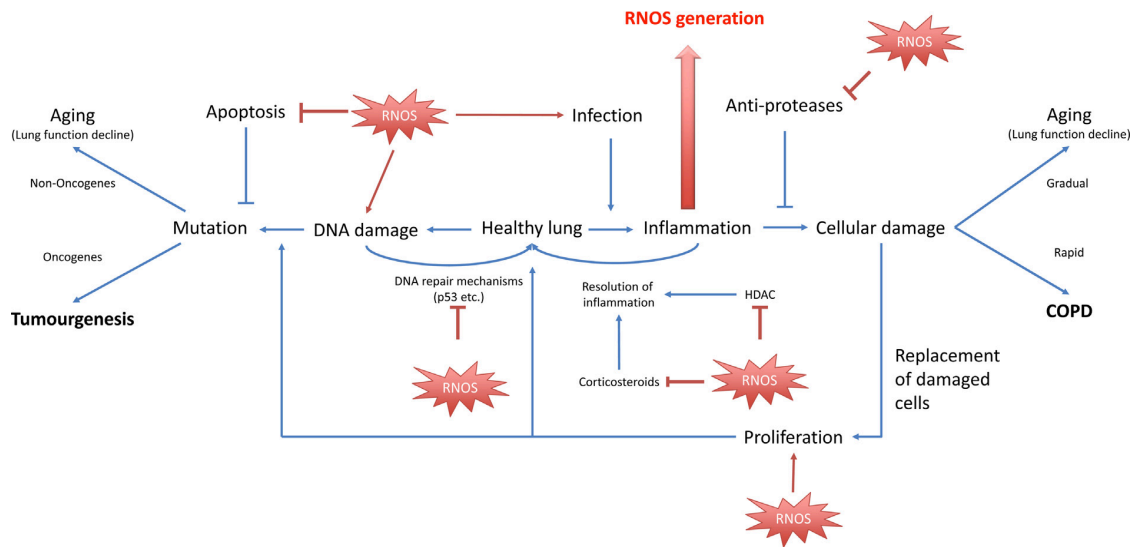 RNOS generation
RNOS
Aging
(Lung function decline)
Apoptosis
RNOS
Infection
Anti-proteases
Aging
(Lung function decline)
Non-Oncogenes
Gradual
Mutation
DNA damage
Healthy lung
Inflammation
Cellular damage
Oncogenes
Rapid
DNA repair mechanisms
(p53 etc.)
Resolution of
inflammation
HDAC
Tumourgenesis
COPD
RNOS
Corticosteroids
RNOS
Replacement
of damaged
cells
Proliferation
RNOS